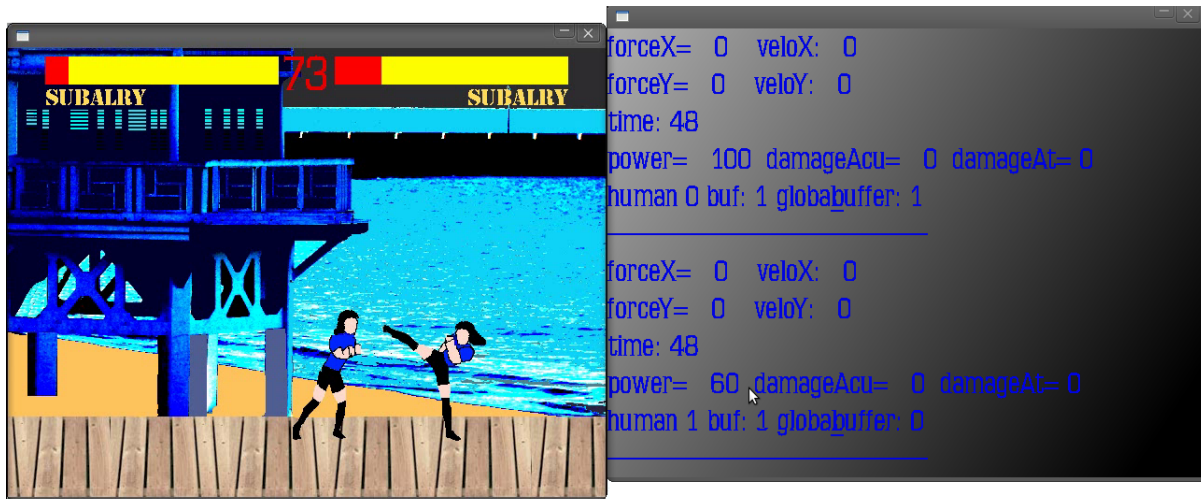 73
SUBALRY SUBALRY
forceX= 0 veloX: 0
forceY= 0 veloY: 0
time: 48
power= 100 damageAcu= 0 damageAt= 0
human 0 buf: 1 globabuffer: 1
forceX= 0 veloX: 0
forceY= 0 veloY: 0
time: 48
power= 60 damageAcu= 0 damageAt= 0
human 1 buf: 1 globabuffer: 0